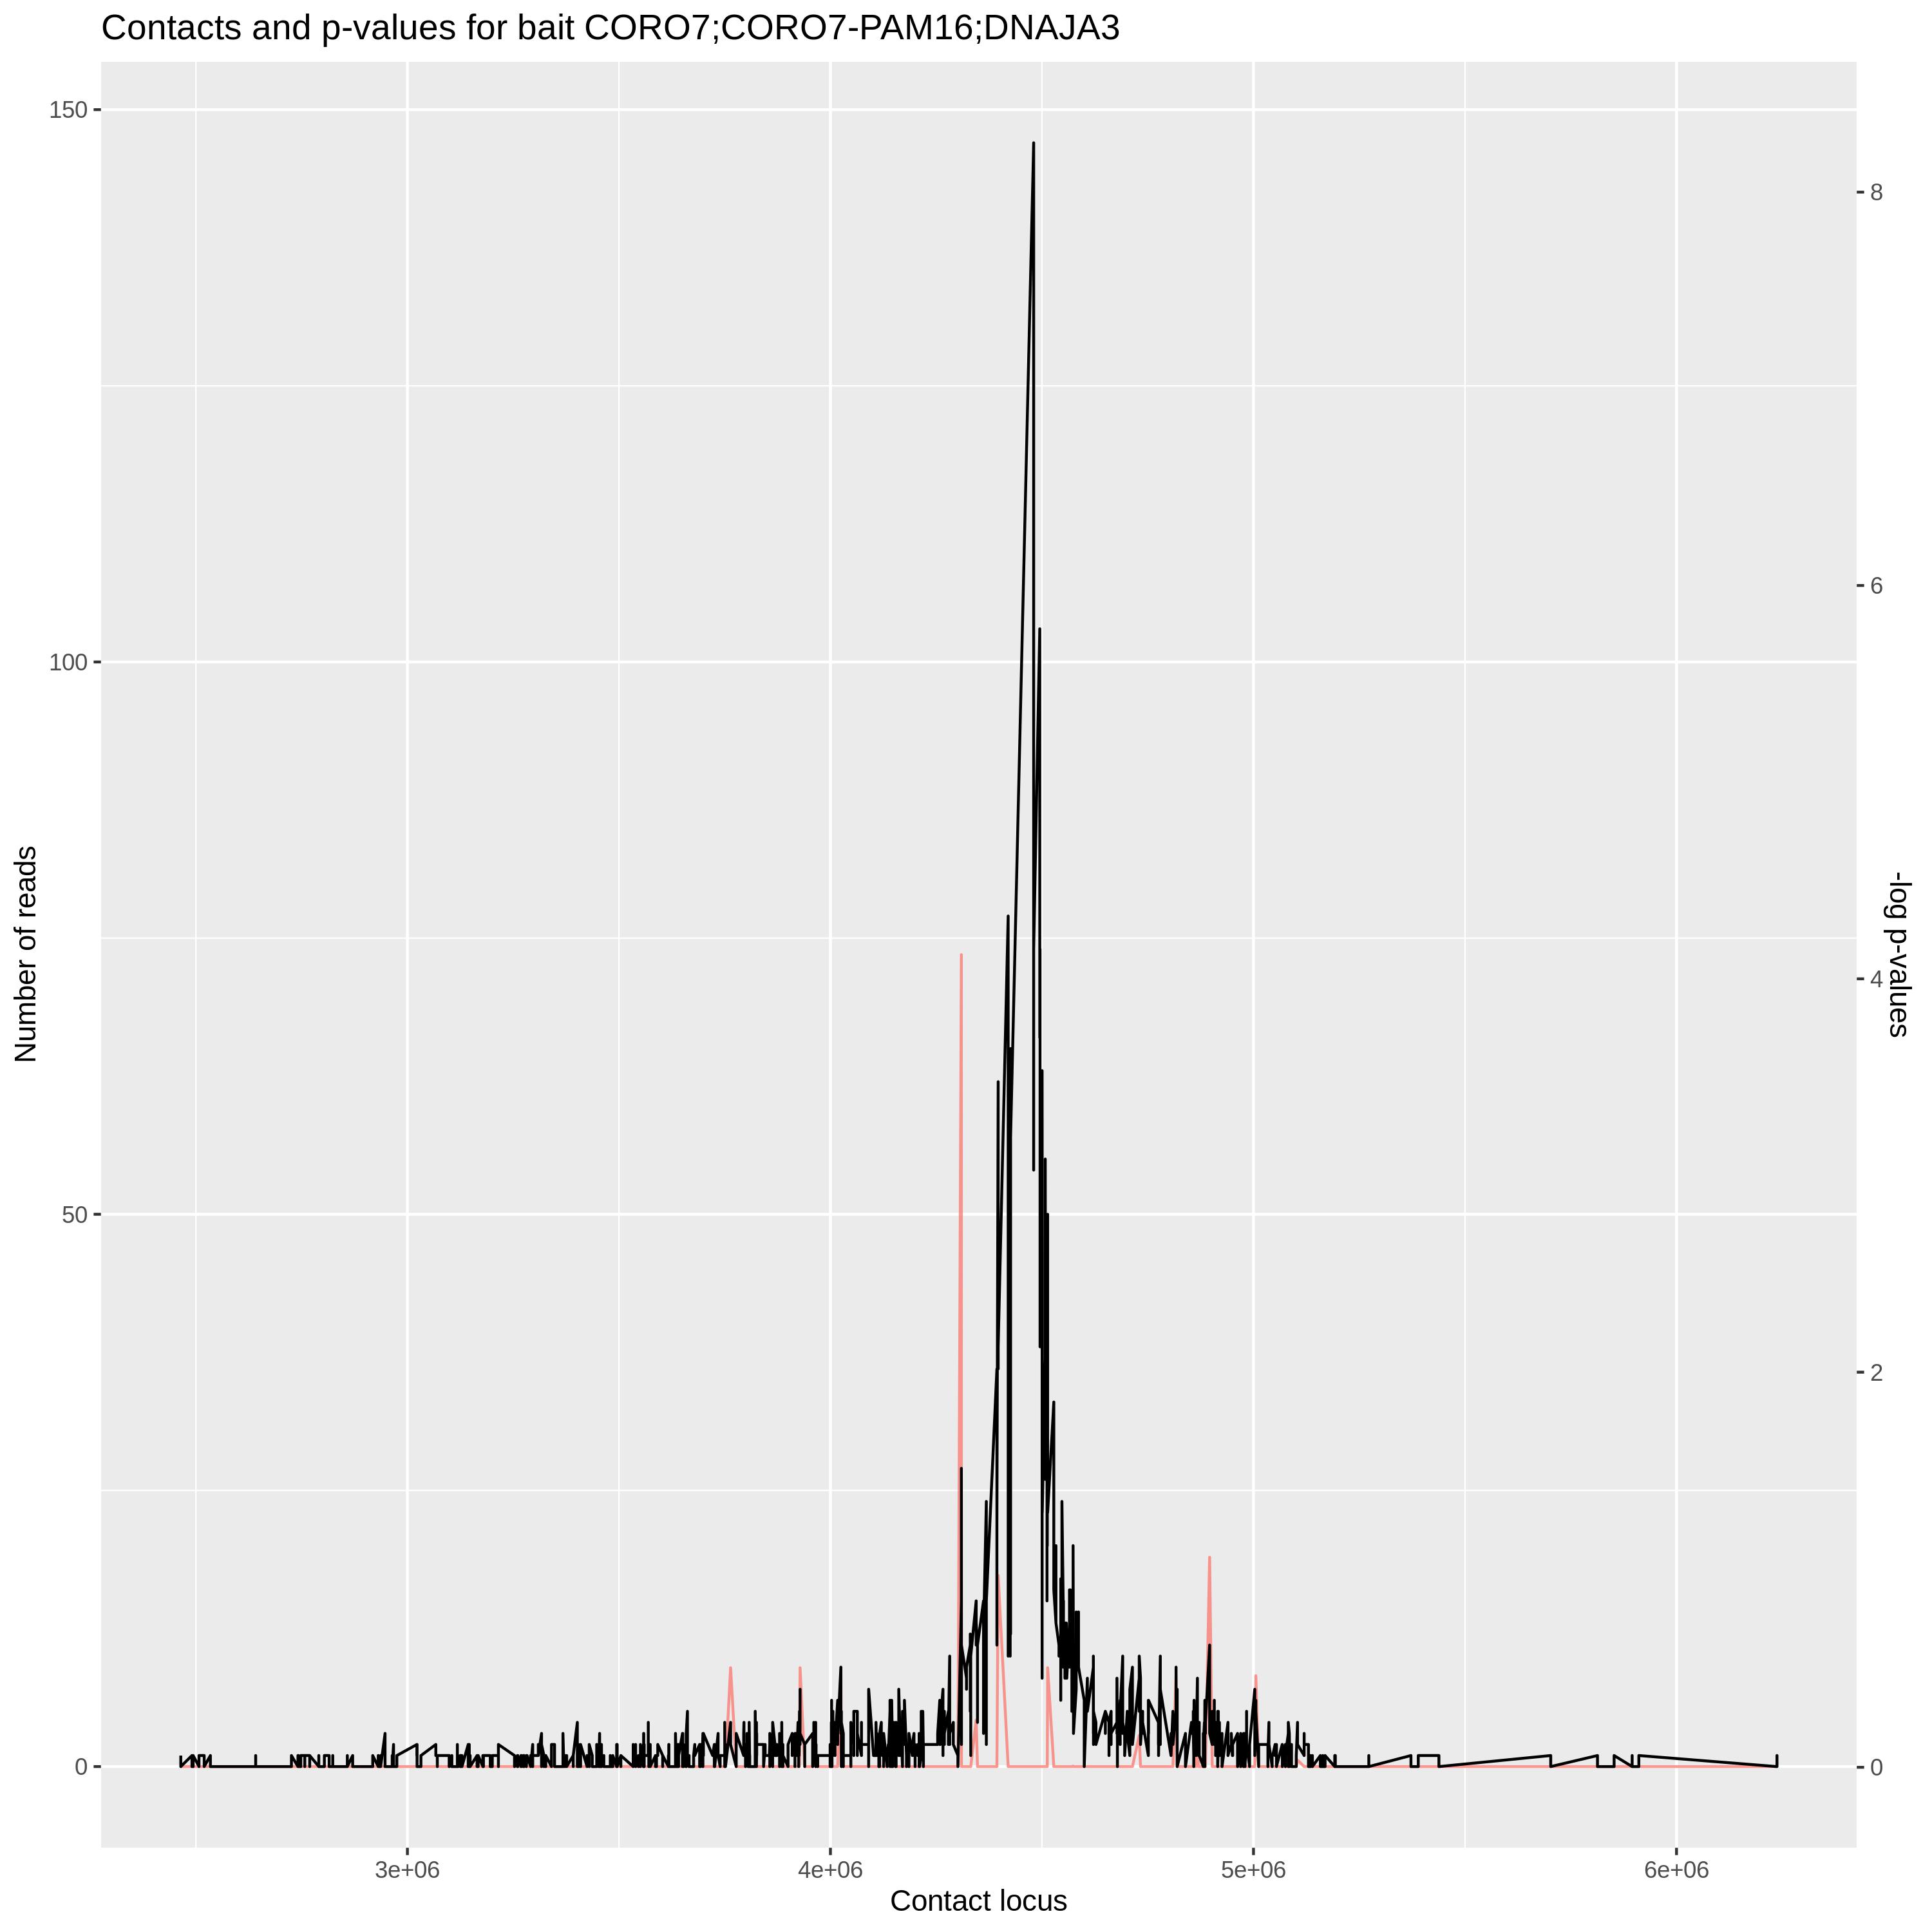 Contacts and p-values for bait CORO7;CORO7-PAM16;DNAJA3
150
100
50
0
Number of reads
8
6
4
2
0
-log p-values
3e+06
4e+06
5e+06
6e+06
Contact locus